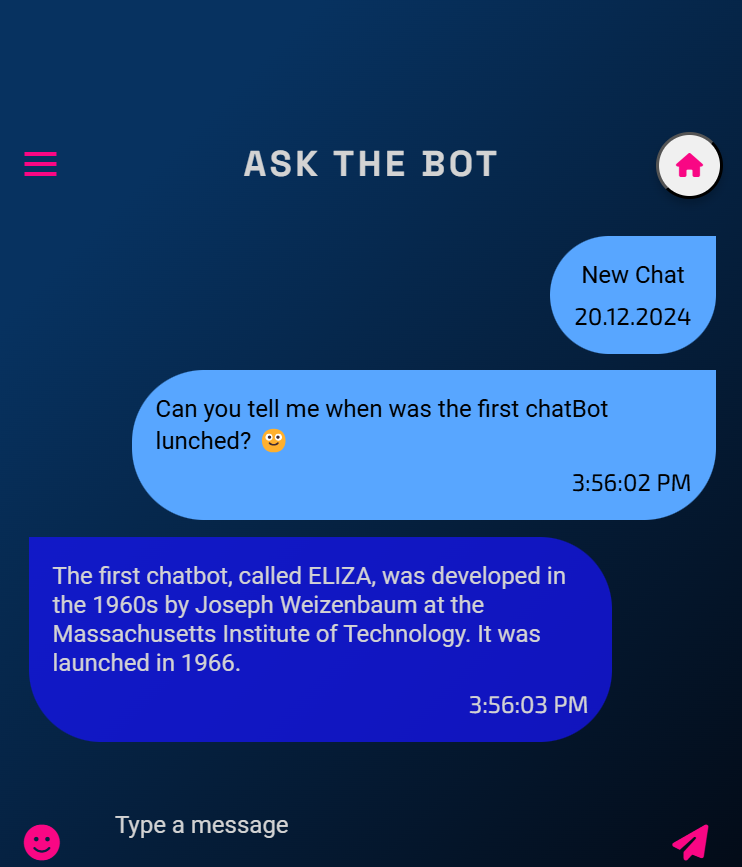 ASK THE BOT
New Chat
20.12.2024
Can you tell me when was the first chatBot
lunched? 🙂
3:56:02 PM
The first chatbot, called ELIZA, was developed in
the 1960s by Joseph Weizenbaum at the
Massachusetts Institute of Technology. It was
launched in 1966.
3:56:03 PM
Type a message